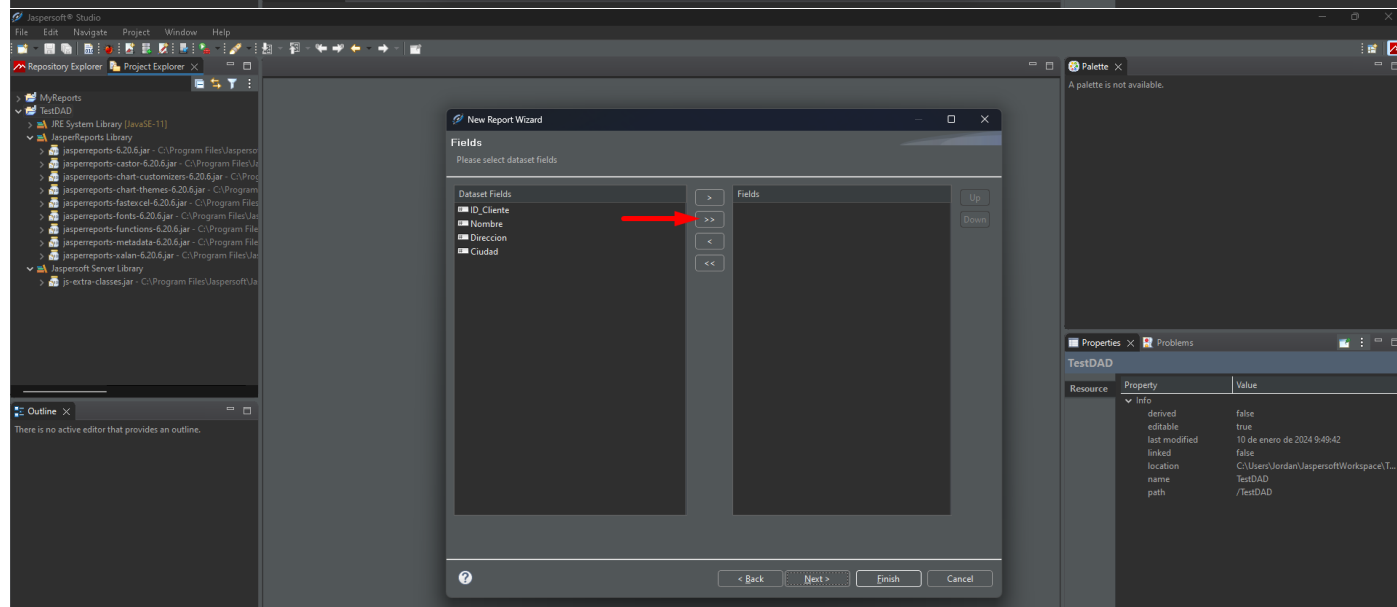 Jaspersoft® Studio
File Edit Navigate Project Window Help
Repository Explorer Project Explorer
MyReports
TestDAD
JRE System Library [JavaSE-11]
JasperReports Library
jasperreports-6.20.6.jar - C:\Program Files\Jasperso
jasperreports-castor-6.20.6.jar - C:\Program Files\Ja
jasperreports-chart-customizers-6.20.6.jar - C:\Prog
jasperreports-chart-themes-6.20.6.jar - C:\Program
jasperreports-fastexcel-6.20.6.jar - C:\Program Files
jasperreports-fonts-6.20.6.jar - C:\Program Files\Jas
jasperreports-functions-6.20.6.jar - C:\Program File
jasperreports-metadata-6.20.6.jar - C:\Program File
jasperreports-xalan-6.20.6.jar - C:\Program Files\Ja
Jaspersoft Server Library
js-extra-classes.jar - C:\Program Files\Jaspersoft\Ja
Outline
There is no active editor that provides an outline.
New Report Wizard
Fields
Please select dataset fields
Dataset Fields
ID_Cliente
Nombre
Direccion
Ciudad
>
>>
<
<<
Fields
Up
Down
?
< Back Next > Finish Cancel
Palette
A palette is not available.
Properties Problems
TestDAD
Resource
Property Value
Info
derived false
editable true
last modified 10 de enero de 2024 9:49:42
linked false
location C:\Users\Jordan\JaspersoftWorkspace\T...
name TestDAD
path /TestDAD